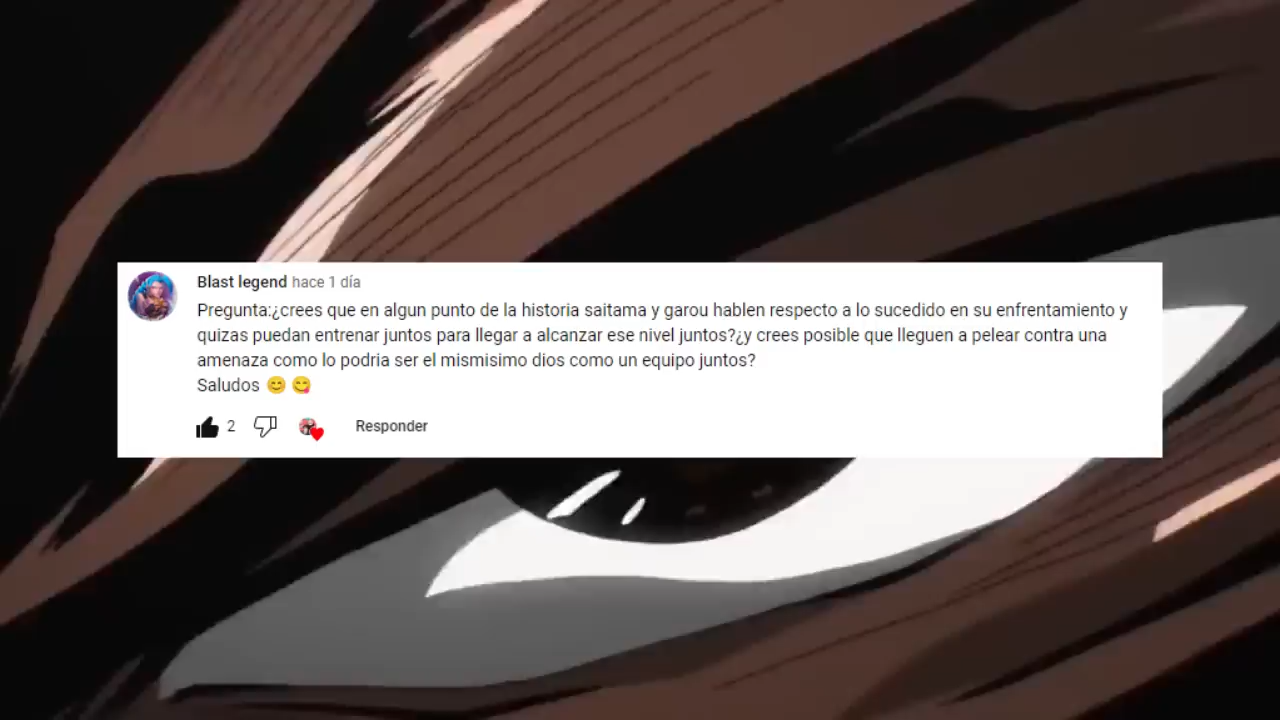 Blast legend hace 1 día
Pregunta:¿crees que en algun punto de la historia saitama y garou hablen respecto a lo sucedido en su enfrentamiento y
quizas puedan entrenar juntos para llegar a alcanzar ese nivel juntos?¿y crees posible que lleguen a pelear contra una
amenaza como lo podria ser el mismisimo dios como un equipo juntos?
Saludos 😊 😋
2 Responder